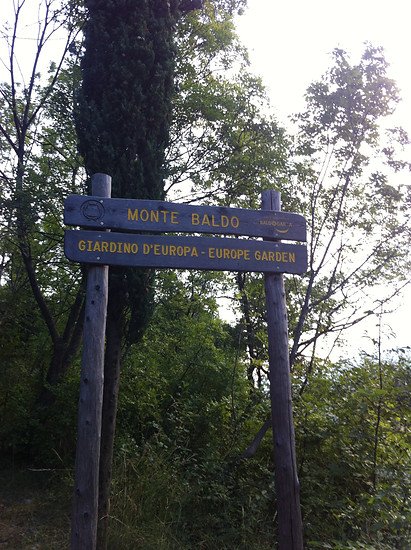 MONTE BALDO
GIARDINO D'EUROPA - EUROPE GARDEN